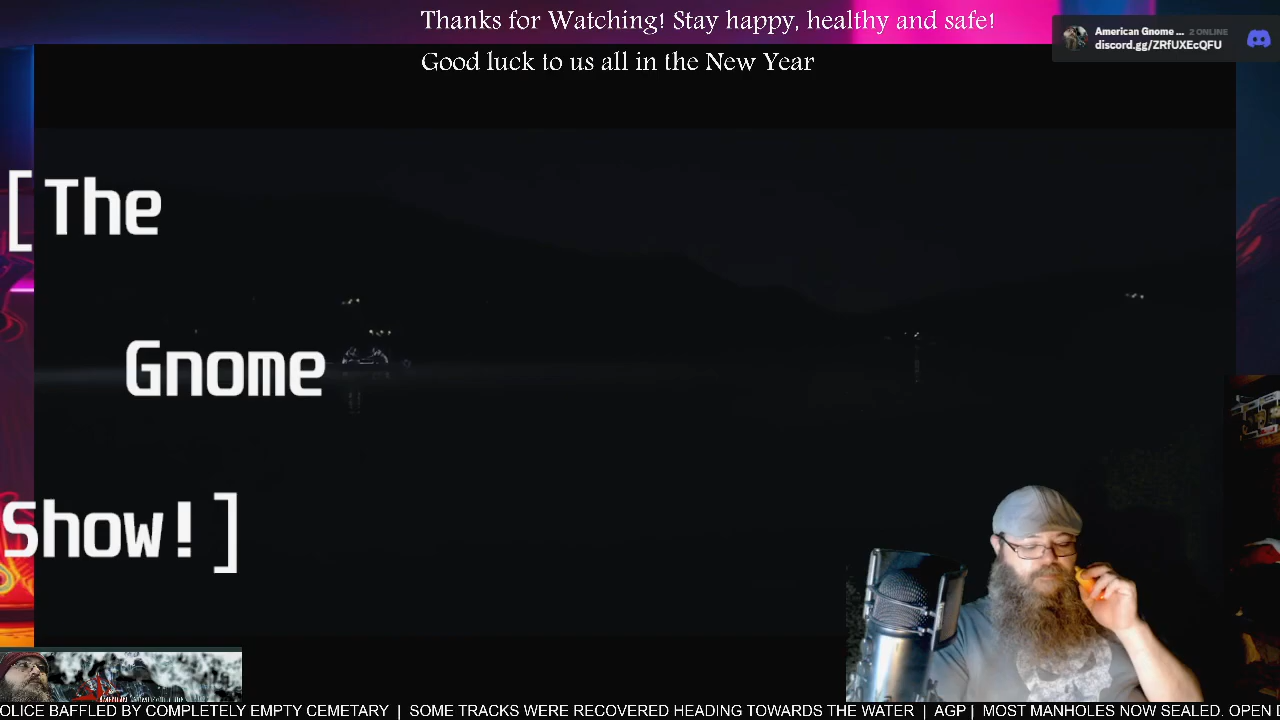 Thanks for Watching! Stay happy, healthy and safe!
Good luck to us all in the New Year
American Gnome ... 2 ONLINE
discord.gg/ZRfUXEcQFU
[The
Gnome
Show!]
OLICE BAFFLED BY COMPLETELY EMPTY CEMETARY | SOME TRACKS WERE RECOVERED HEADING TOWARDS THE WATER | AGP | MOST MANHOLES NOW SEALED. OPEN